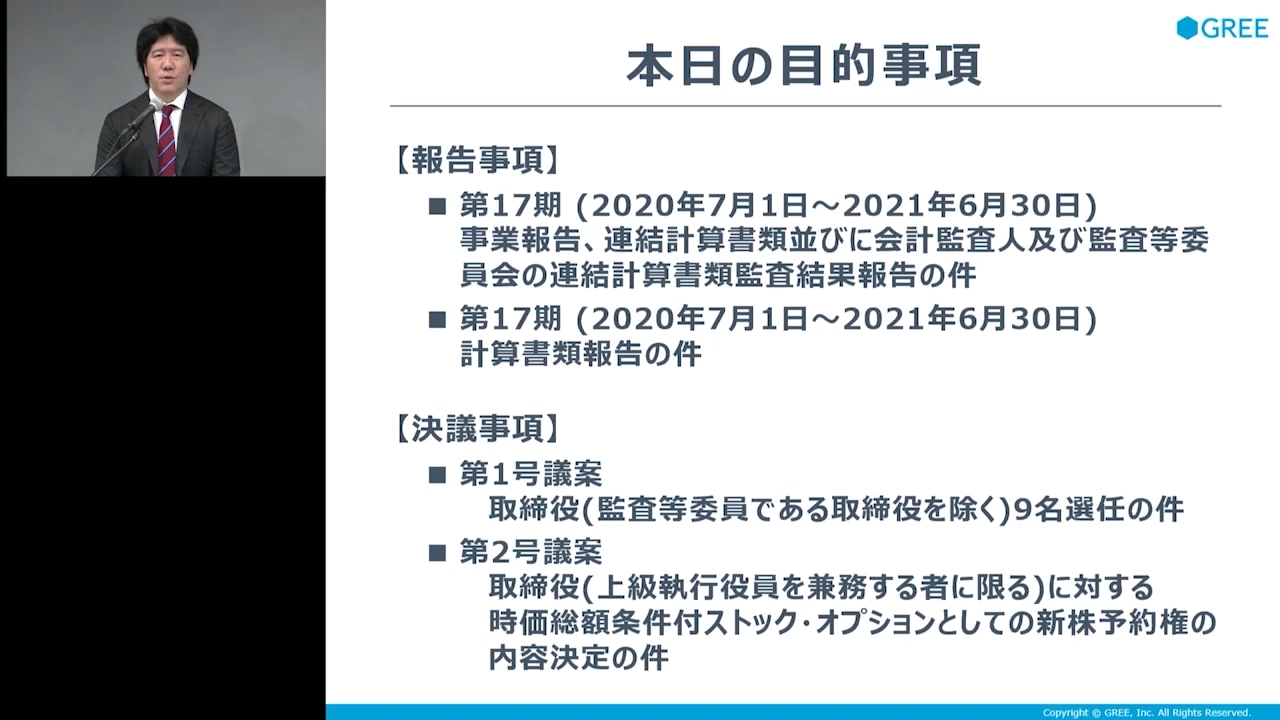 GREE
本日の目的事項
【報告事項】
■ 第17期 (2020年7月1日～2021年6月30日)
事業報告、連結計算書類並びに会計監査人及び監査等委
員会の連結計算書類監査結果報告の件
■ 第17期 (2020年7月1日～2021年6月30日)
計算書類報告の件
【決議事項】
■ 第1号議案
取締役(監査等委員である取締役を除く)9名選任の件
■ 第2号議案
取締役(上級執行役員を兼務する者に限る)に対する
時価総額条件付ストック・オプションとしての新株予約権の
内容決定の件
Copyright © GREE, Inc. All Rights Reserved.